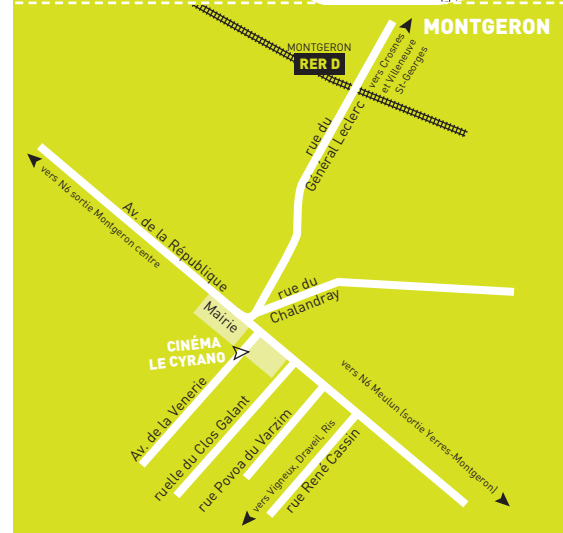 MONTGERON
MONTGERON
RER D
vers Crosnes
et Villeneuve
St-Georges
rue du
Général Leclerc
vers N6 sortie Montgeron centre
Av. de la République
rue du
Chalandray
Mairie
CINÉMA
LE CYRANO
vers N6 Meulun (sortie Yerres-Montgeron)
Av. de la Venerie
ruelle du Clos Galant
rue Povoa du Varzim
vers Vigneux, Draveil, Ris
rue René Cassin